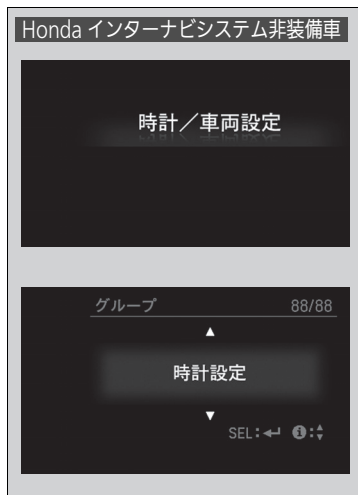 Honda インターナビシステム非装備車
時計／車両設定
グループ 88/88
▲
時計設定
▼
SEL:↵ ℹ:▲▼